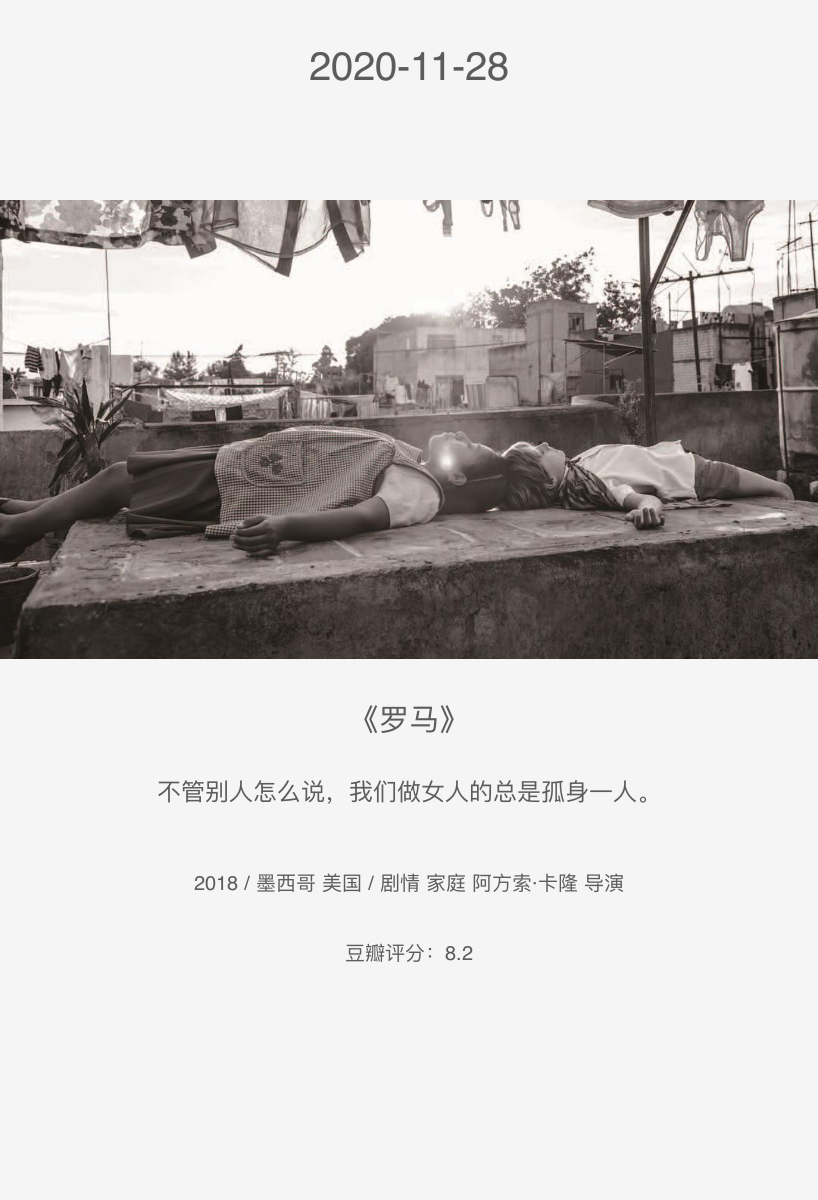 2020-11-28
《罗马》
不管别人怎么说，我们做女人的总是孤身一人。
2018 / 墨西哥 美国 / 剧情 家庭 阿方索·卡隆 导演
豆瓣评分：8.2